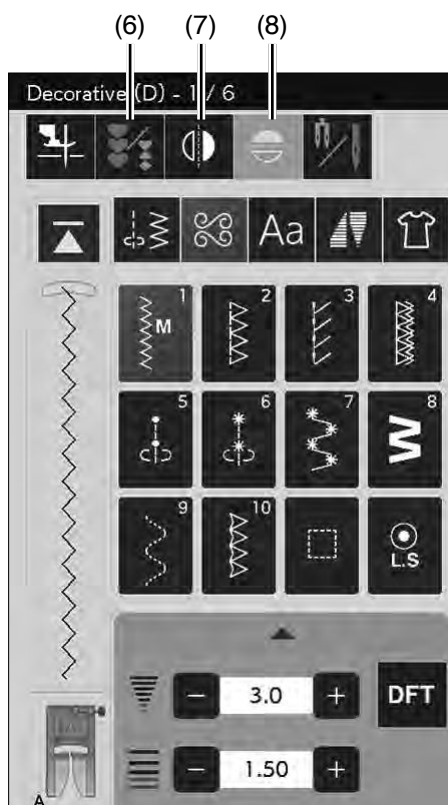 (6) (7) (8)
Decorative (D) - 1 / 6
Aa
1 2 3 4
M
5 6 7 8
W
9 10
L.S.
3.0 DFT
1.50
A